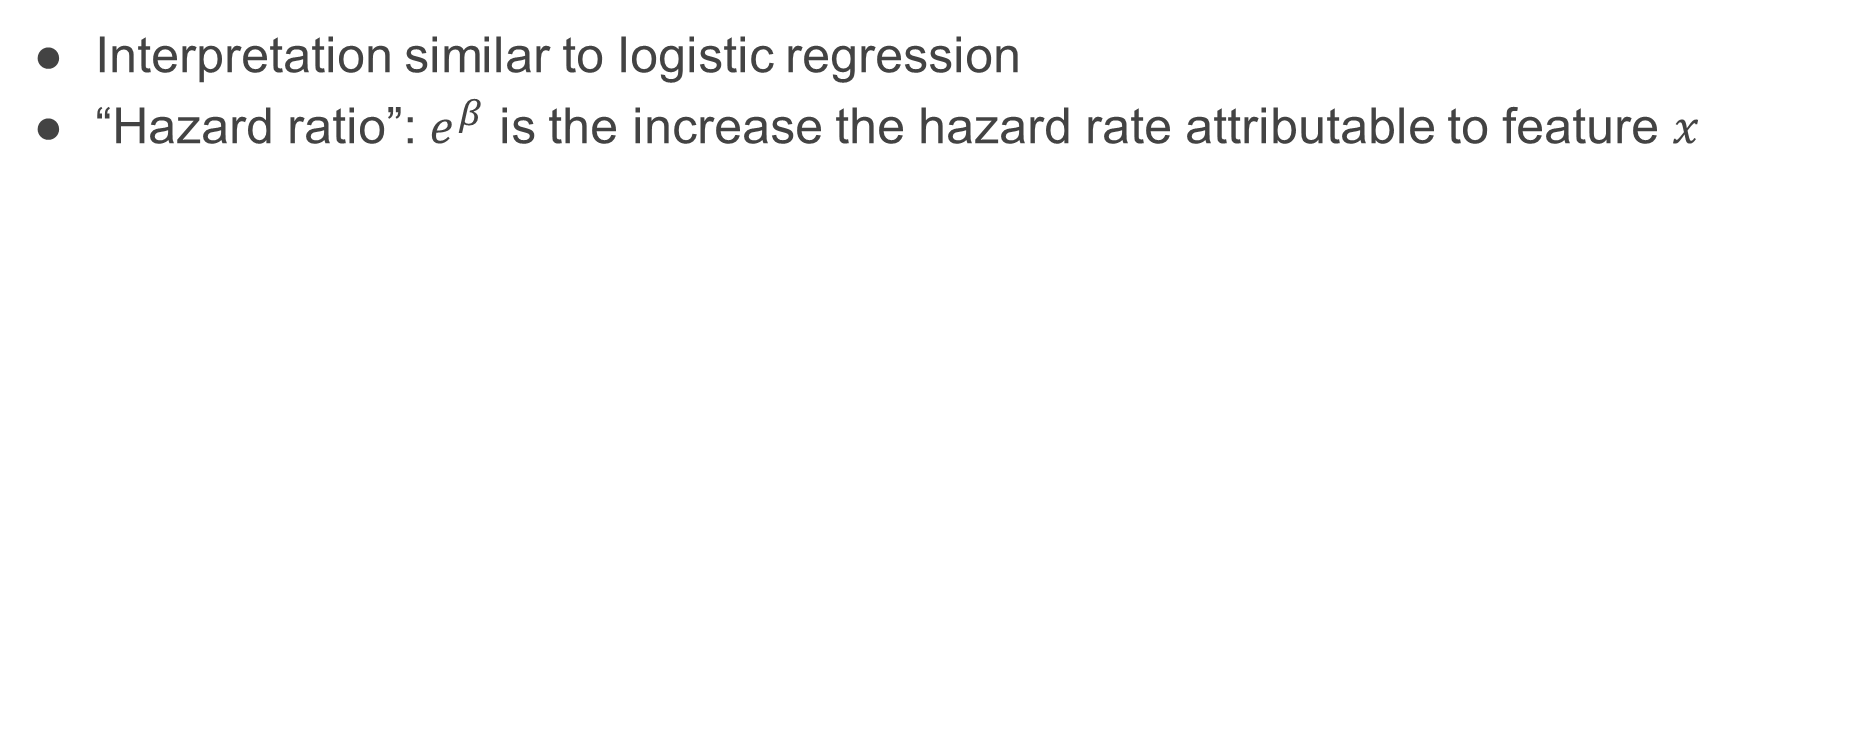 ● Interpretation similar to logistic regression
● “Hazard ratio”: 𝑒^𝛽 is the increase the hazard rate attributable to feature 𝑥